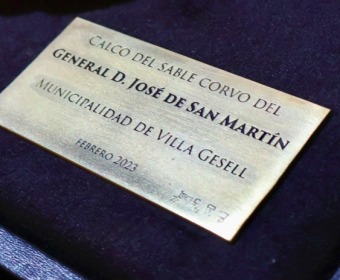 CALCO DEL SABLE CORVO DEL
GENERAL D. JOSÉ DE SAN MARTÍN
MUNICIPALIDAD DE VILLA GESELL
FEBRERO 2023